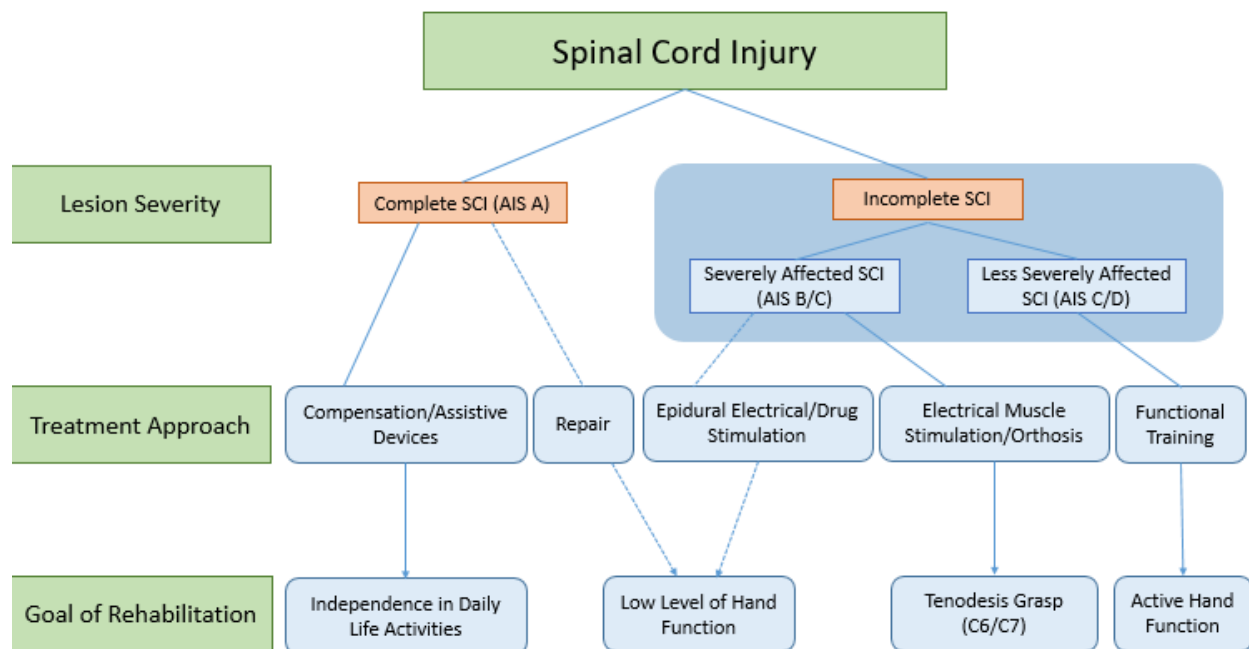 Spinal Cord Injury
Lesion Severity
Complete SCI (AIS A)
Incomplete SCI
Severely Affected SCI
(AIS B/C)
Less Severely Affected
SCI (AIS C/D)
Treatment Approach
Compensation/Assistive
Devices
Repair
Epidural Electrical/Drug
Stimulation
Electrical Muscle
Stimulation/Orthosis
Functional
Training
Goal of Rehabilitation
Independence in Daily
Life Activities
Low Level of Hand
Function
Tenodesis Grasp
(C6/C7)
Active Hand
Function